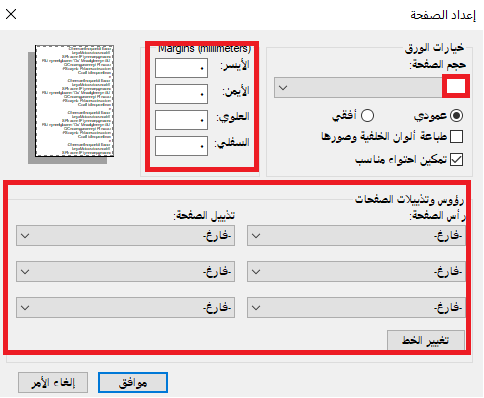 إعداد الصفحة
خيارات الورق
حجم الصفحة:
عمودي
أفقي
طباعة ألوان الخلفية وصورها
تمكين احتواء مناسب
Margins (millimeters)
الأيسر:
الأيمن:
العلوي:
السفلي:
رؤوس وتذييلات الصفحات
رأس الصفحة:
تذييل الصفحة:
-فارغ-
-فارغ-
-فارغ-
-فارغ-
-فارغ-
-فارغ-
تغيير الخط
موافق
إلغاء الأمر